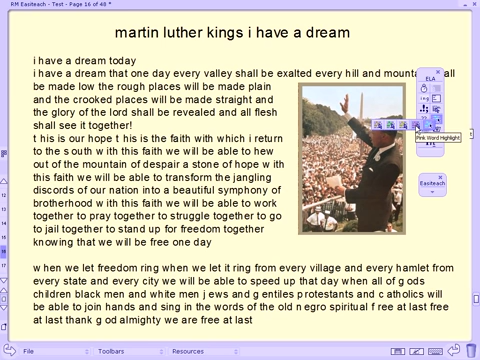 RM Easiteach - Test - Page 16 of 48 *
martin luther kings i have a dream
i have a dream today
i have a dream that one day every valley shall be exalted every hill and all
be made low the rough places will be made plain
and the crooked places will be made straight and
the glory of the lord shall be revealed and all flesh
shall see it together!
t his is our hope t his is the faith with which i return
to the s outh w ith this faith we will be able to hew
out of the mountain of despair a stone of hope w ith
this faith we will be able to transform the jangling
discords of our nation into a beautiful symphony of
brotherhood w ith this faith we will be able to work
together to pray together to struggle together to go
to jail together to stand up for freedom together
knowing that we will be free one day
w hen we let freedom ring when we let it ring from every village and every hamlet from
every state and every city we will be able to speed up that day when all of g ods
children black men and white men j ews and g entiles p rotestants and c atholics will
be able to join hands and sing in the words of the old n egro spiritual f ree at last free
at last thank g od almighty we are free at last
ELA
Pink Word Highlight
Easiteach
12
13
14
15
16
17
File
Toolbars
Resources